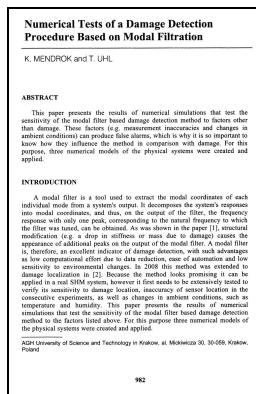 Numerical Tests of a Damage Detection
Procedure Based on Modal Filtration
K. MENDROK and T. UHL
ABSTRACT
This paper presents the results of numerical simulations that test the
sensitivity of the modal filter based damage detection method to factors other
than damage. These factors (e.g. measurement inaccuracies and changes in
ambient conditions) can produce false alarms, which is why it is so important to
know how they influence the method in comparison with damage. For this
purpose, three numerical models of the physical systems were created and
applied.
INTRODUCTION
A modal filter is a tool used to extract the modal coordinates of each
individual mode from a system's output. It decomposes the system's responses
into modal coordinates, and thus, on the output of the filter, the frequency
response with only one peak, corresponding to the natural frequency to which
the filter was tuned, can be obtained. As was shown in the paper [1], structural
modification (e.g. a drop in stiffness or mass due to damage) causes the
appearance of additional peaks on the output of the modal filter. A modal filter
is, therefore, an excellent indicator of damage detection, with such advantages
as low computational effort due to data reduction, ease of automation and low
sensitivity to environmental changes. In 2008 this method was extended to
damage localization in [2]. Because the method looks promising it can be
applied in a real SHM system, however it first needs to be extensively tested to
verify its sensitivity to damage location, inaccuracy of sensor location in the
consecutive experiments, as well as changes in ambient conditions, such as
temperature and humidity. This paper presents the results of numerical
simulations that test the sensitivity of the modal filter based damage detection
method to the factors listed above. For this purpose three numerical models of
the physical systems were created and applied.
AGH University of Science and Technology in Krakow, al. Mickiwicza 30, 30-059, Krakow,
Poland
982